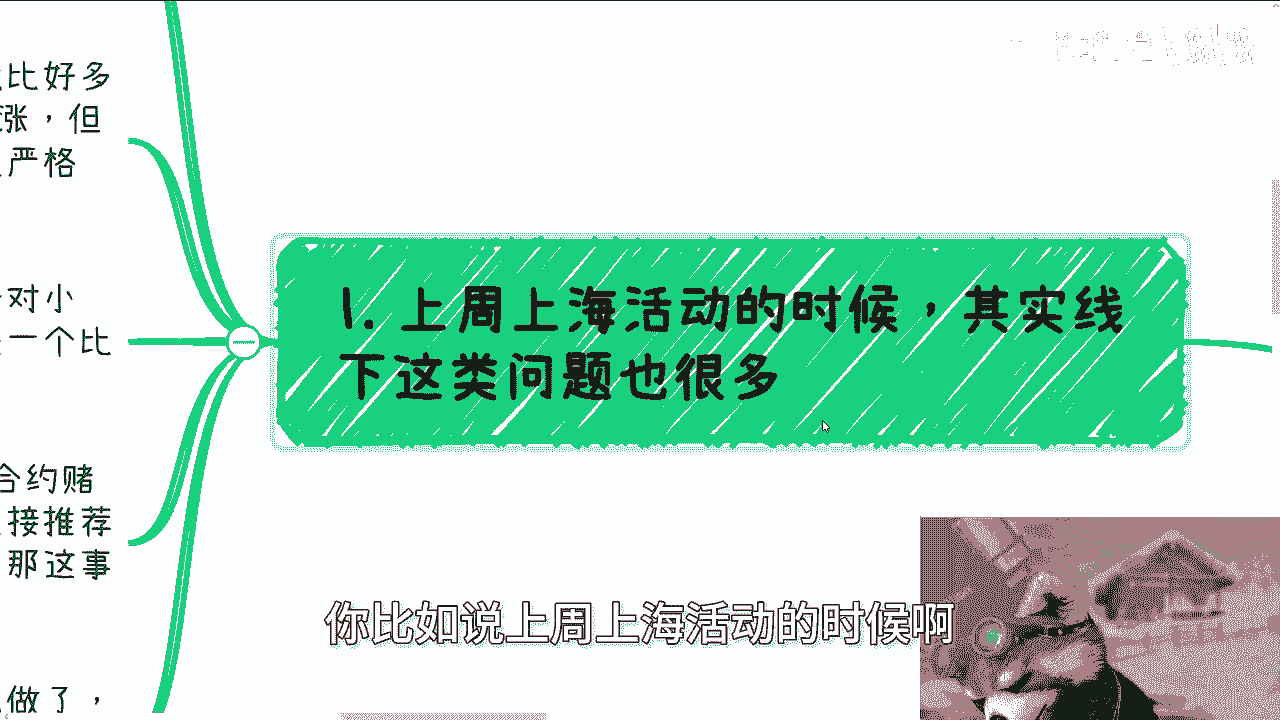 比好多
涨，但
严格
对小
一个比
合约赌
接推荐
那这事
做了，
1. 上周上海活动的时候，其实线
下这类问题也很多
你比如说上周上海活动的时候啊